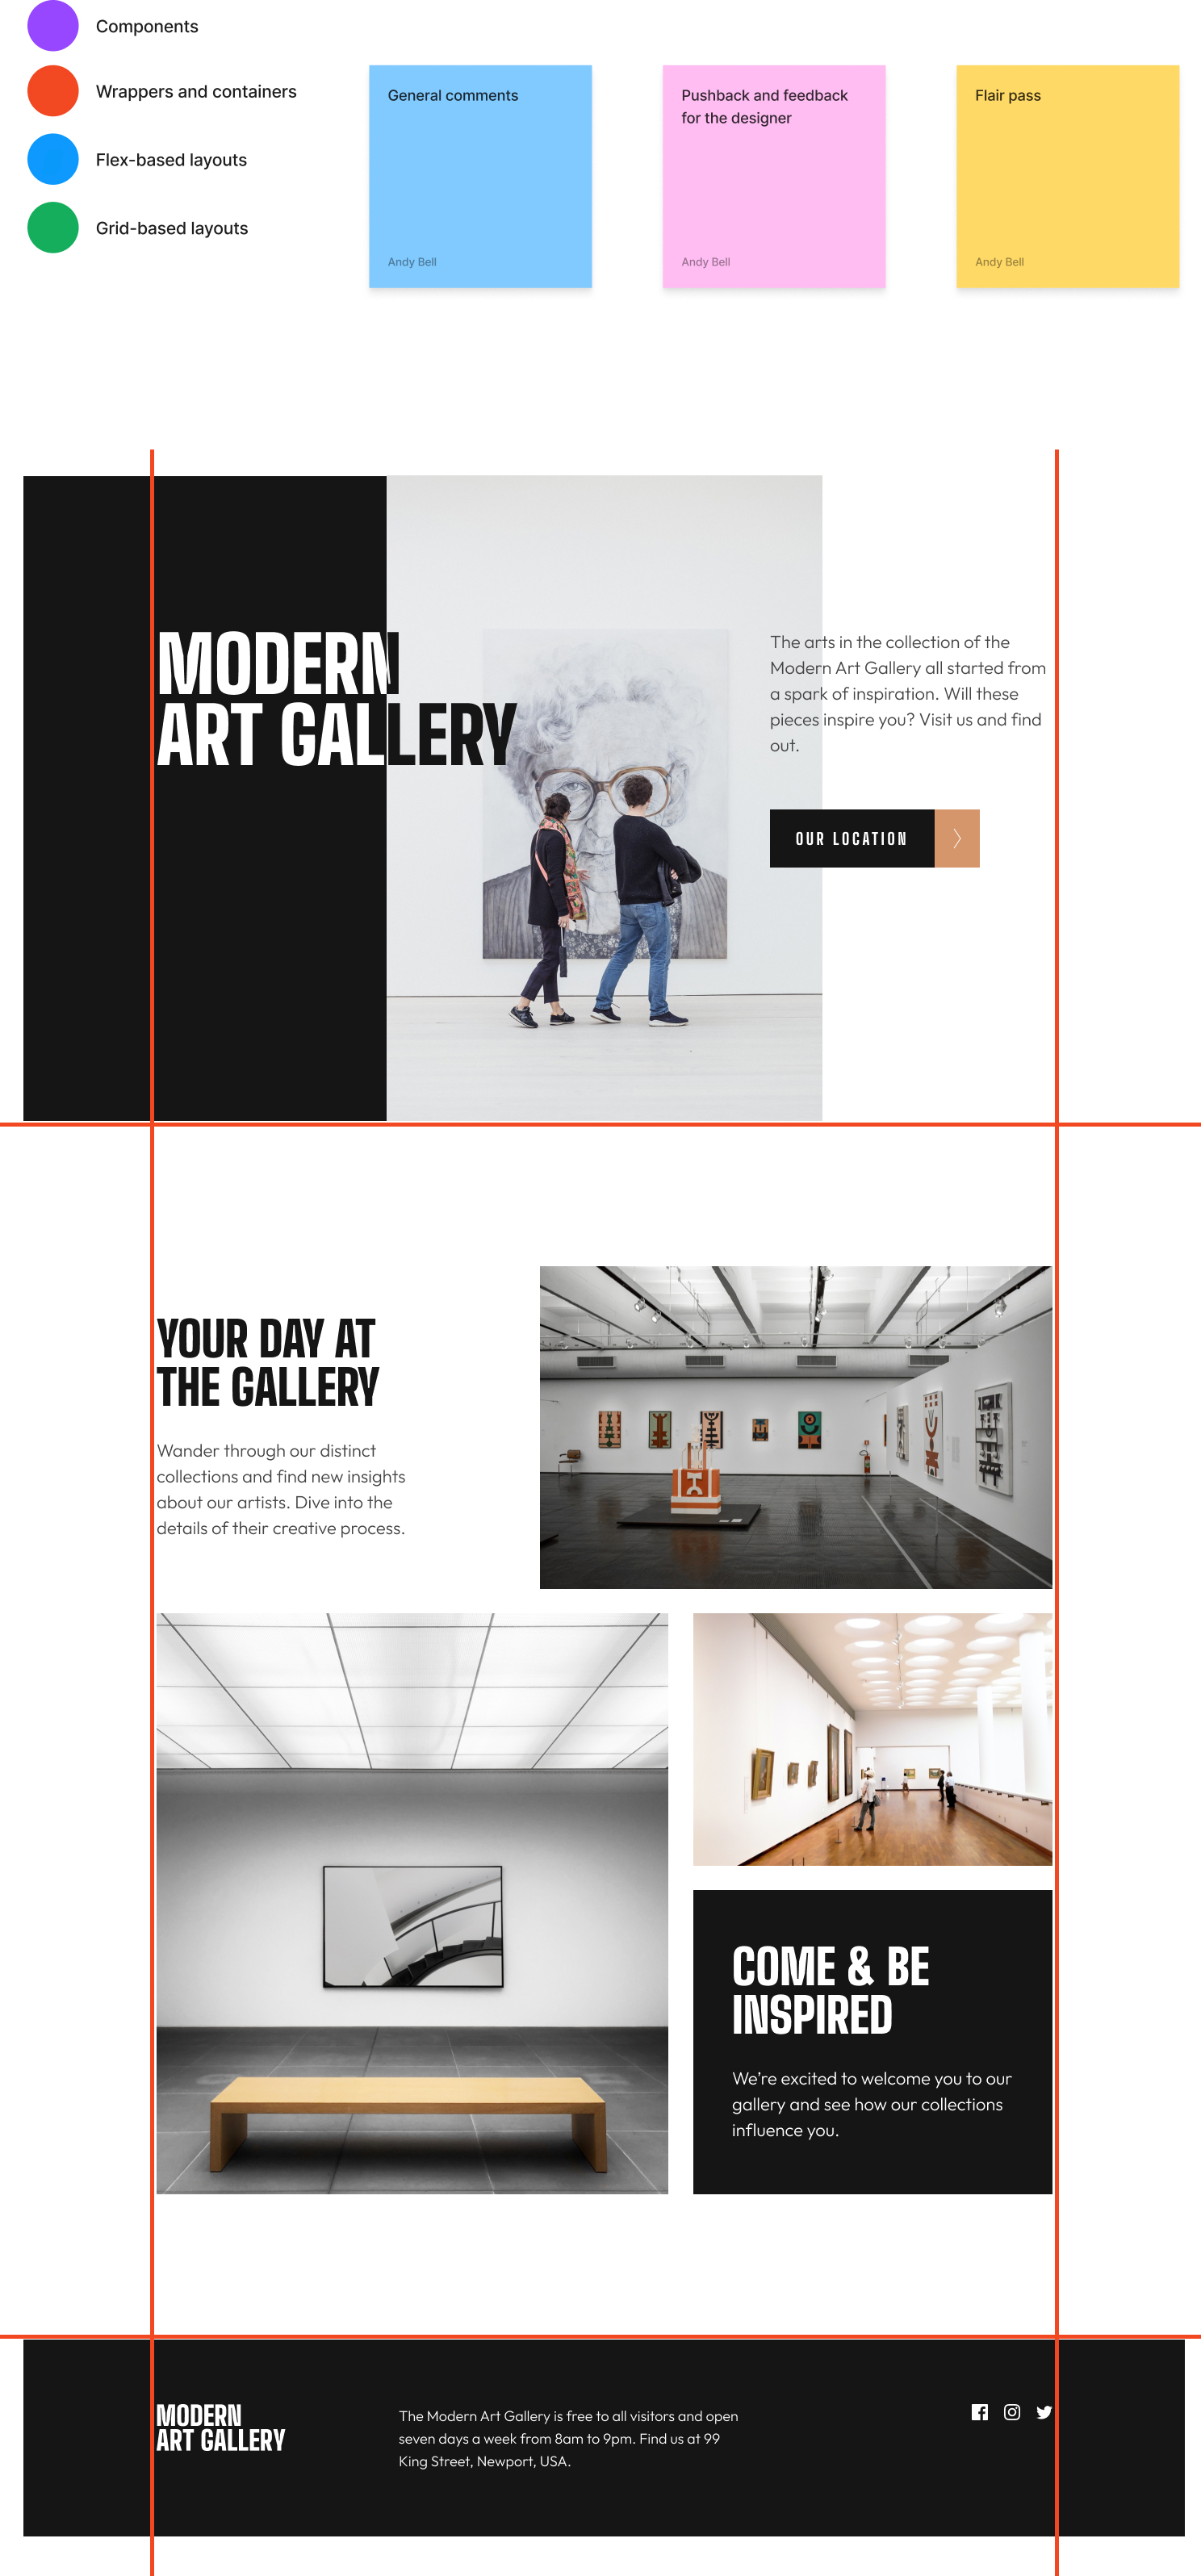 Components
Wrappers and containers
Flex-based layouts
Grid-based layouts
General comments
Andy Bell
Pushback and feedback
for the designer
Andy Bell
Flair pass
Andy Bell
MODERN
ART GALLERY
The arts in the collection of the
Modern Art Gallery all started from
a spark of inspiration. Will these
pieces inspire you? Visit us and find
out.
OUR LOCATION
YOUR DAY AT
THE GALLERY
Wander through our distinct
collections and find new insights
about our artists. Dive into the
details of their creative process.
COME & BE
INSPIRED
We’re excited to welcome you to our
gallery and see how our collections
influence you.
MODERN
ART GALLERY
The Modern Art Gallery is free to all visitors and open
seven days a week from 8am to 9pm. Find us at 99
King Street, Newport, USA.